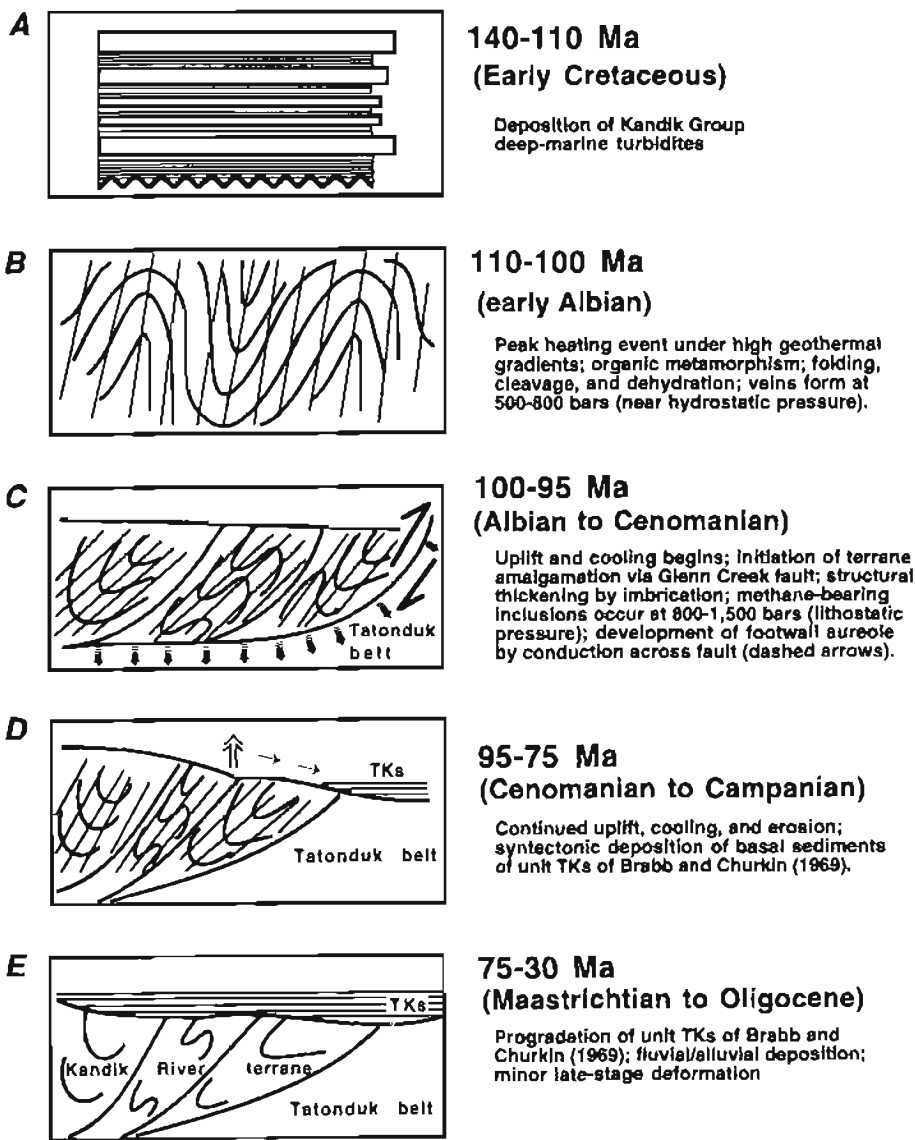 A
140-110 Ma
(Early Cretaceous)
Deposition of Kandik Group
deep-marine turbidites
B
110-100 Ma
(early Albian)
Peak heating event under high geothermal
gradients; organic metamorphism; folding,
cleavage, and dehydration; veins form at
500-800 bars (near hydrostatic pressure).
C
Tatonduk
belt
100-95 Ma
(Albian to Cenomanian)
Uplift and cooling begins; initiation of terrane
amalgamation via Glenn Creek fault; structural
thickening by imbrication; methane-bearing
inclusions occur at 800-1,500 bars (lithostatic
pressure); development of footwall aureole
by conduction across fault (dashed arrows).
D
TKs
Tatonduk belt
95-75 Ma
(Cenomanian to Campanian)
Continued uplift, cooling, and erosion;
syntectonic deposition of basal sediments
of unit TKs of Brabb and Churkin (1969).
E
TKs
Kandik River terrane
Tatonduk belt
75-30 Ma
(Maastrichtian to Oligocene)
Progradation of unit TKs of Brabb and
Churkin (1969); fluvial/alluvial deposition;
minor late-stage deformation